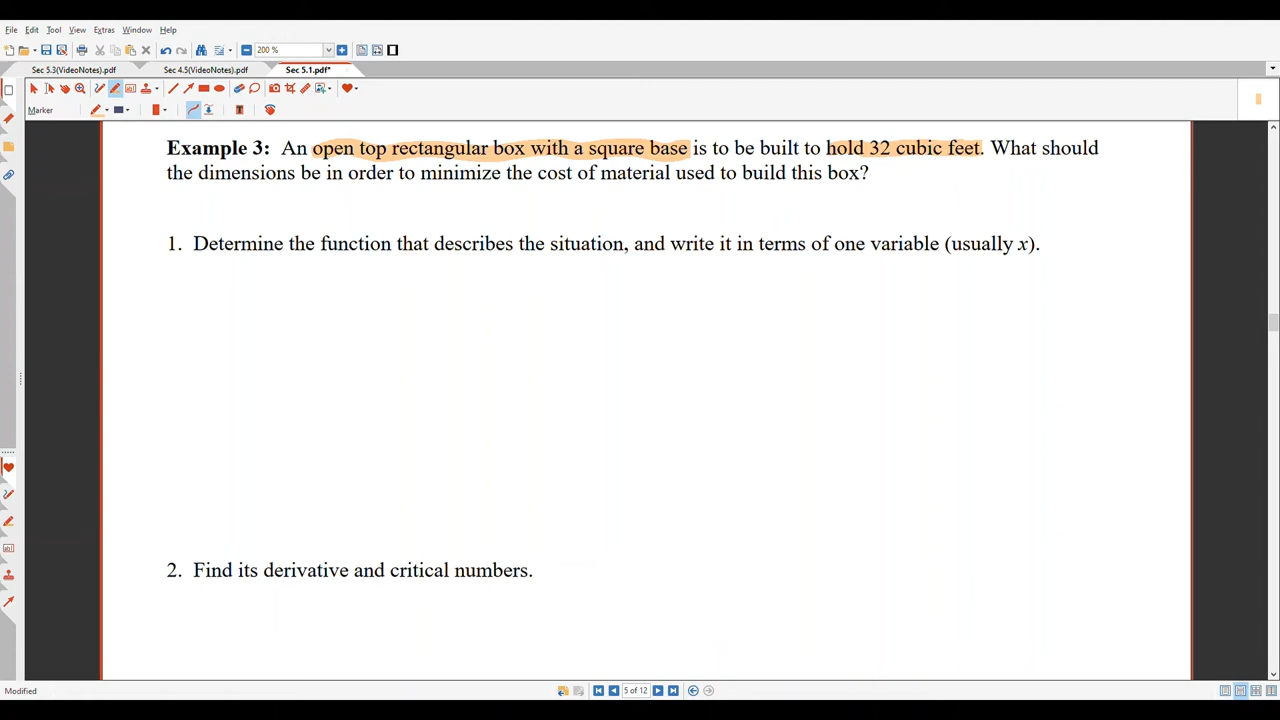 File Edit Tool View Extras Window Help
200 %
Sec 5.3(VideoNotes).pdf Sec 4.5(VideoNotes).pdf Sec 5.1.pdf*
Marker
Example 3: An open top rectangular box with a square base is to be built to hold 32 cubic feet. What should
the dimensions be in order to minimize the cost of material used to build this box?
1. Determine the function that describes the situation, and write it in terms of one variable (usually x).
2. Find its derivative and critical numbers.
Modified
5 of 12